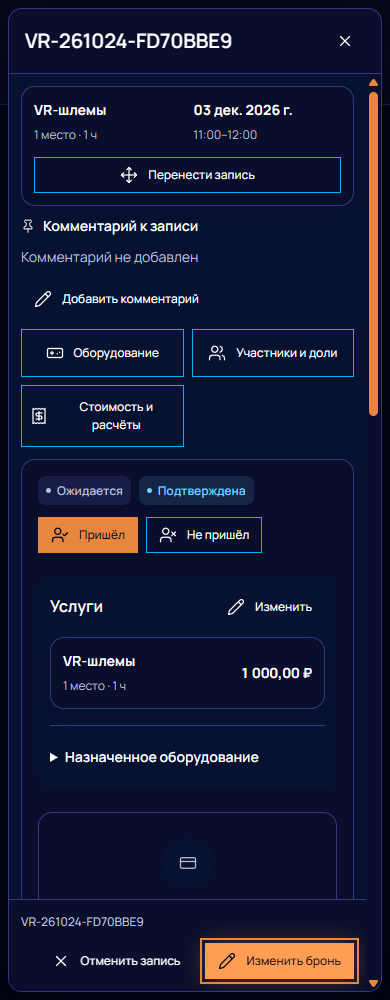 VR-261024-FD70BBE9
VR-шлемы
03 дек. 2026 г.
1 место · 1 ч
11:00–12:00
Перенести запись
Комментарий к записи
Комментарий не добавлен
Добавить комментарий
Оборудование
Участники и доли
Стоимость и
расчёты
Ожидается
Подтверждена
Пришёл
Не пришёл
Услуги
Изменить
VR-шлемы
1 место · 1 ч
1 000,00 ₽
Назначенное оборудование
VR-261024-FD70BBE9
Отменить запись
Изменить бронь